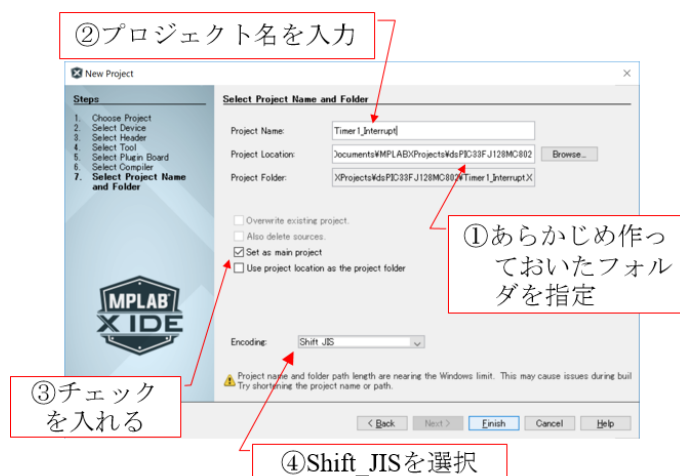 ②プロジェクト名を入力
New Project
Steps
1. Choose Project
2. Select Device
3. Select Header
4. Select Tool
5. Select Plugin Board
6. Select Compiler
7. Select Project Name
and Folder
Select Project Name and Folder
Project Name: Timer1_Interrupt
Project Location: Documents¥MPLABXProjects¥dsPIC33FJ128MC802 Browse...
Project Folder: XProjects¥dsPIC33FJ128MC802¥Timer1_Interrupt.X
Overwrite existing project.
Also delete sources.
Set as main project
Use project location as the project folder
①あらかじめ作っ
ておいたフォル
ダを指定
MPLAB
X IDE
Encoding: Shift_JIS
Project name and folder path length are nearing the Windows limit. This may cause issues during buil
Try shortening the project name or path.
③チェック
を入れる
< Back Next > Finish Cancel Help
④Shift_JISを選択